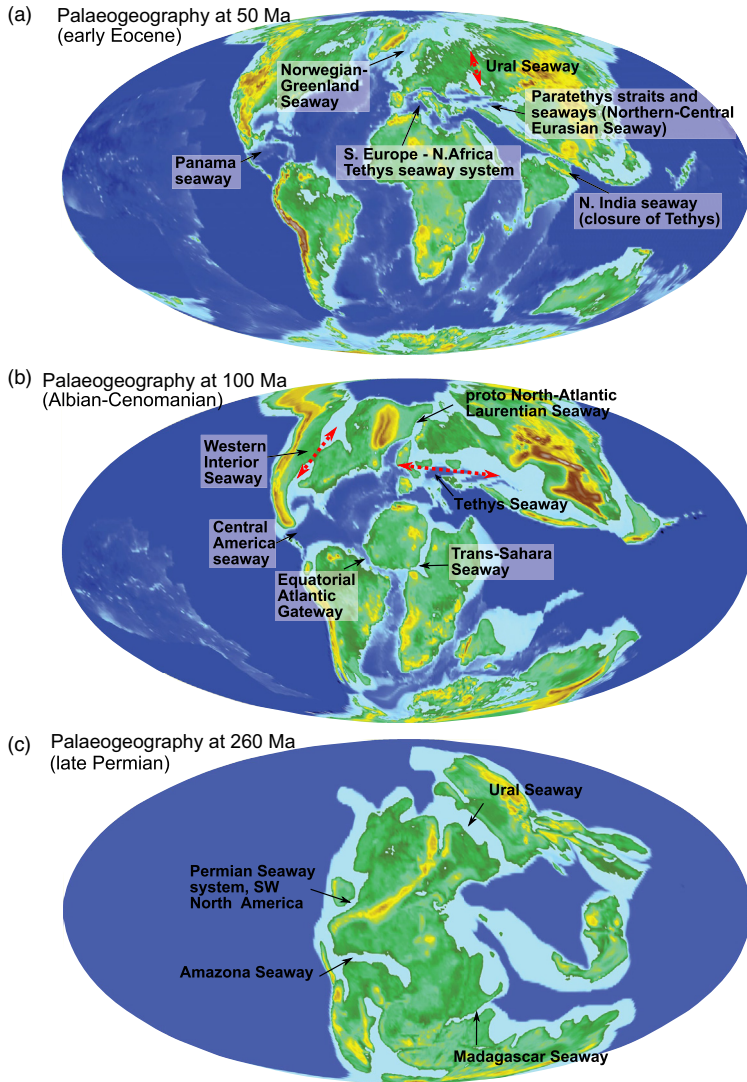 (a)
Palaeogeography at 50 Ma
(early Eocene)
Norwegian-
Greenland
Seaway
Ural Seaway
Paratethys straits and
seaways (Northern-Central
Eurasian Seaway)
Panama
seaway
S. Europe - N.Africa
Tethys seaway system
N. India seaway
(closure of Tethys)
(b)
Palaeogeography at 100 Ma
(Albian-Cenomanian)
proto North-Atlantic
Laurentian Seaway
Western
Interior
Seaway
Tethys Seaway
Central
America
seaway
Trans-Sahara
Seaway
Equatorial
Atlantic
Gateway
(c)
Palaeogeography at 260 Ma
(late Permian)
Ural Seaway
Permian Seaway
system, SW
North America
Amazona Seaway
Madagascar Seaway